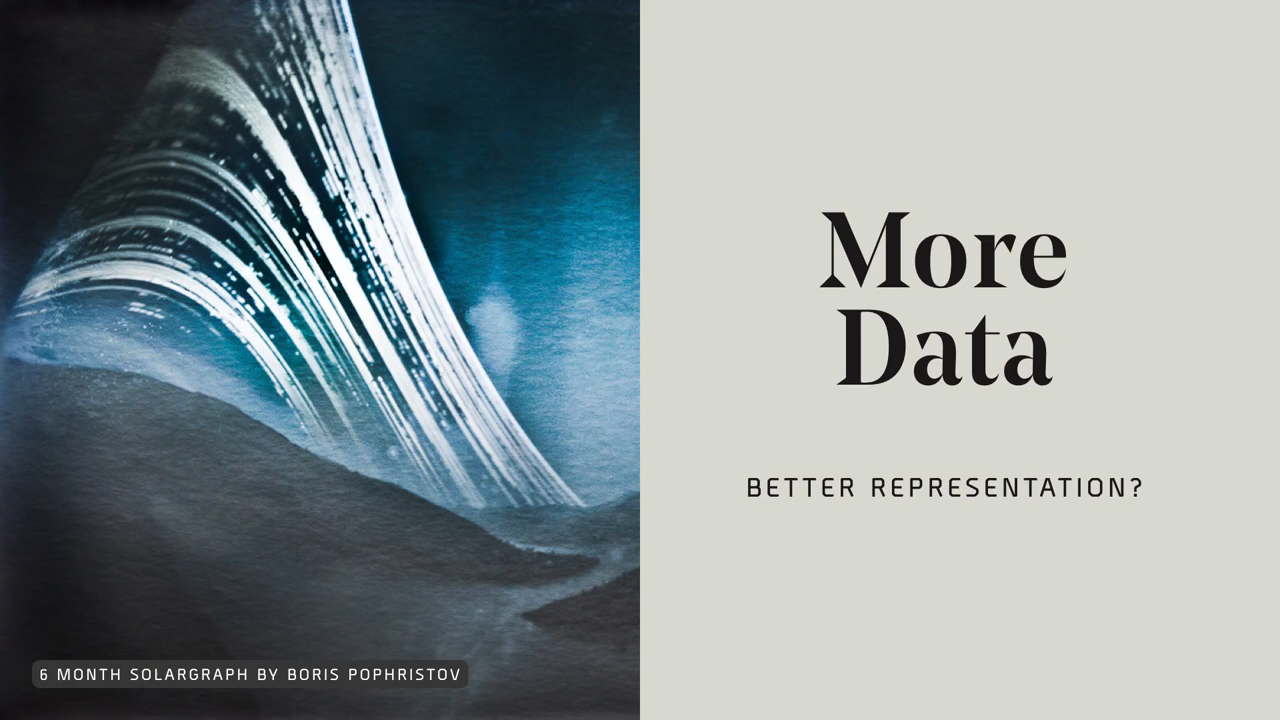 More
Data
BETTER REPRESENTATION?
6 MONTH SOLARGRAPH BY BORIS POPHRISTOV